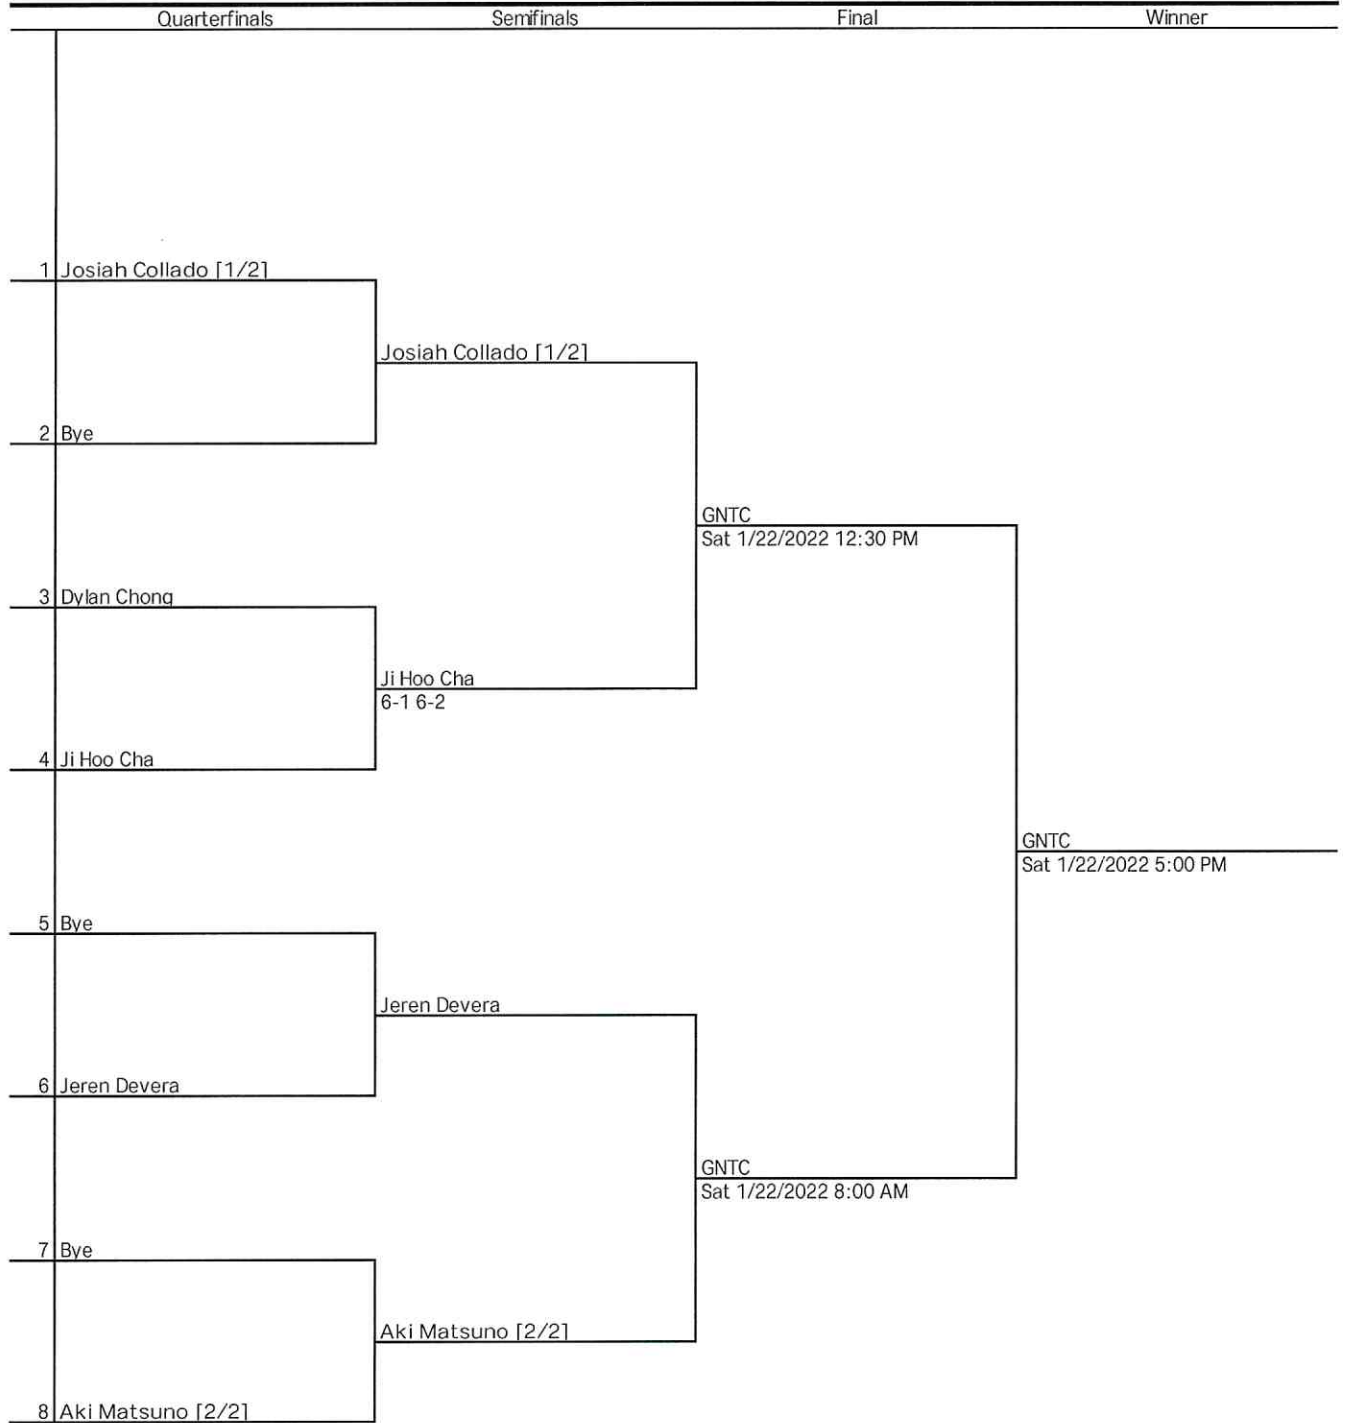 Quarterfinals Semifinals Final Winner
1 Josiah Collado [1/2]
Josiah Collado [1/2]
2 Bye
GNTC
Sat 1/22/2022 12:30 PM
3 Dylan Chong
Ji Hoo Cha
6-1 6-2
4 Ji Hoo Cha
GNTC
Sat 1/22/2022 5:00 PM
5 Bye
Jeren Devera
6 Jeren Devera
GNTC
Sat 1/22/2022 8:00 AM
7 Bye
Aki Matsuno [2/2]
8 Aki Matsuno [2/2]